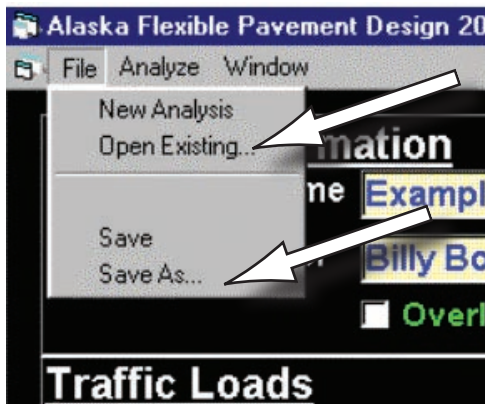 Alaska Flexible Pavement Design 20
File Analyze Window
New Analysis
Open Existing...
mation
me Exampl
Save
Billy Bo
Save As...
Overl
Traffic Loads